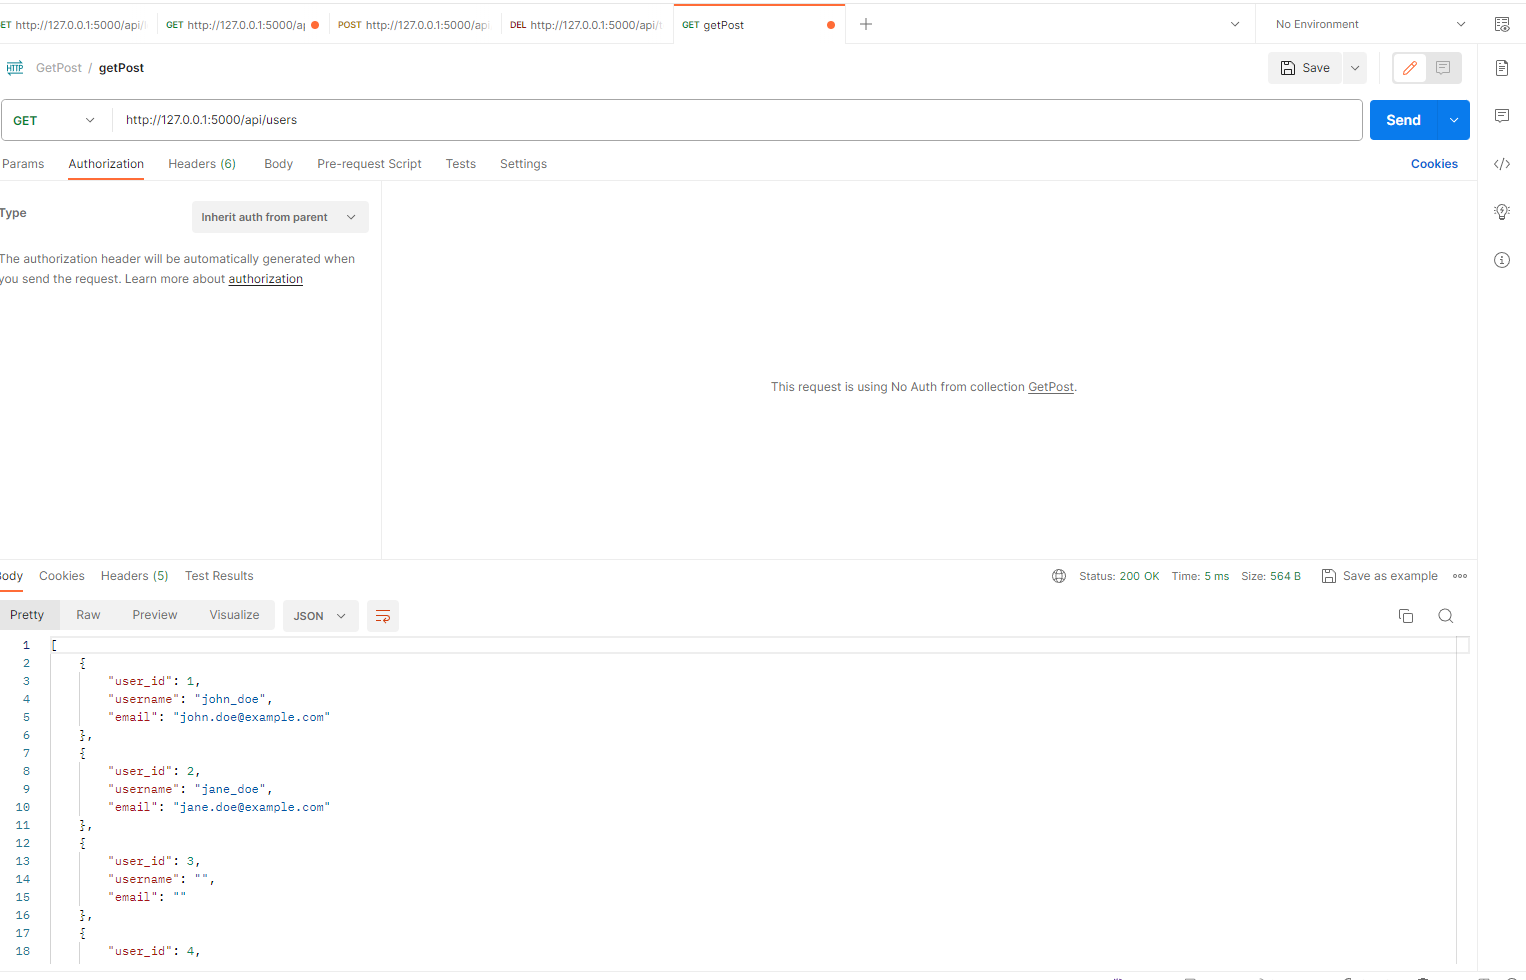 ET http://127.0.0.1:5000/api/
GET http://127.0.0.1:5000/a
POST http://127.0.0.1:5000/api
DEL http://127.0.0.1:5000/api/t
GET getPost
No Environment
GetPost / getPost
Save
GET http://127.0.0.1:5000/api/users
Send
Params Authorization Headers (6) Body Pre-request Script Tests Settings
Cookies
Type
Inherit auth from parent
The authorization header will be automatically generated when
you send the request. Learn more about authorization
This request is using No Auth from collection GetPost.
Body Cookies Headers (5) Test Results
Status: 200 OK Time: 5 ms Size: 564 B Save as example
Pretty Raw Preview Visualize JSON
1 [
2 {
3 "user_id": 1,
4 "username": "john_doe",
5 "email": "john.doe@example.com"
6 },
7 {
8 "user_id": 2,
9 "username": "jane_doe",
10 "email": "jane.doe@example.com"
11 },
12 {
13 "user_id": 3,
14 "username": "",
15 "email": ""
16 },
17 {
18 "user_id": 4,